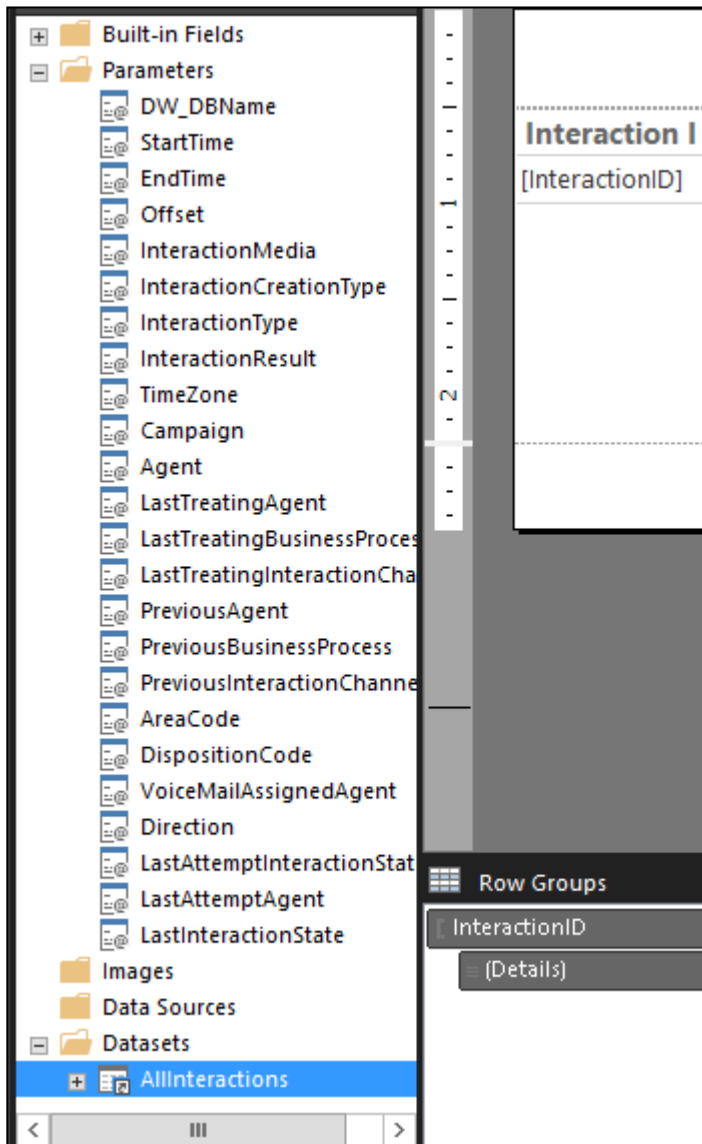 Built-in Fields
Parameters
DW_DBName
StartTime
EndTime
Offset
InteractionMedia
InteractionCreationType
InteractionType
InteractionResult
TimeZone
Campaign
Agent
LastTreatingAgent
LastTreatingBusinessProces
LastTreatingInteractionCha
PreviousAgent
PreviousBusinessProcess
PreviousInteractionChanne
AreaCode
DispositionCode
VoiceMailAssignedAgent
Direction
LastAttemptInteractionStat
LastAttemptAgent
LastInteractionState
Images
Data Sources
Datasets
AllInteractions
1
2
Interaction I
[InteractionID]
Row Groups
InteractionID
(Details)